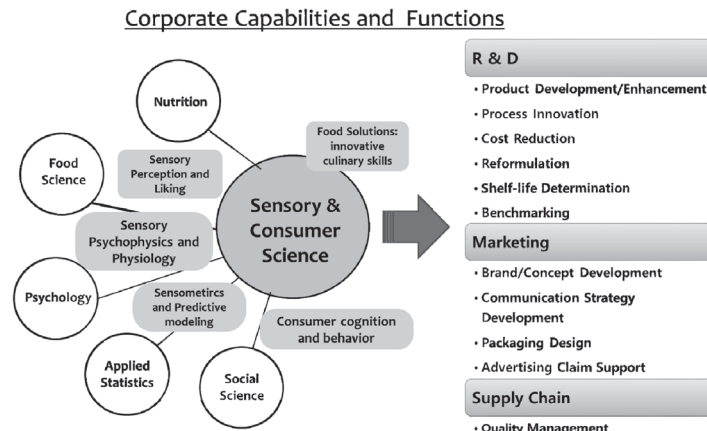 Corporate Capabilities and Functions
Nutrition
Food Solutions:
innovative
culinary skills
Food
Science
Sensory
Perception and
Liking
Sensory &
Consumer
Science
Sensory
Psychophysics and
Physiology
Psychology
Sensometircs
and Predictive
modeling
Consumer cognition
and behavior
Applied
Statistics
Social
Science
R & D
• Product Development/Enhancement
• Process Innovation
• Cost Reduction
• Reformulation
• Shelf-life Determination
• Benchmarking
Marketing
• Brand/Concept Development
• Communication Strategy
Development
• Packaging Design
• Advertising Claim Support
Supply Chain
• Quality Management